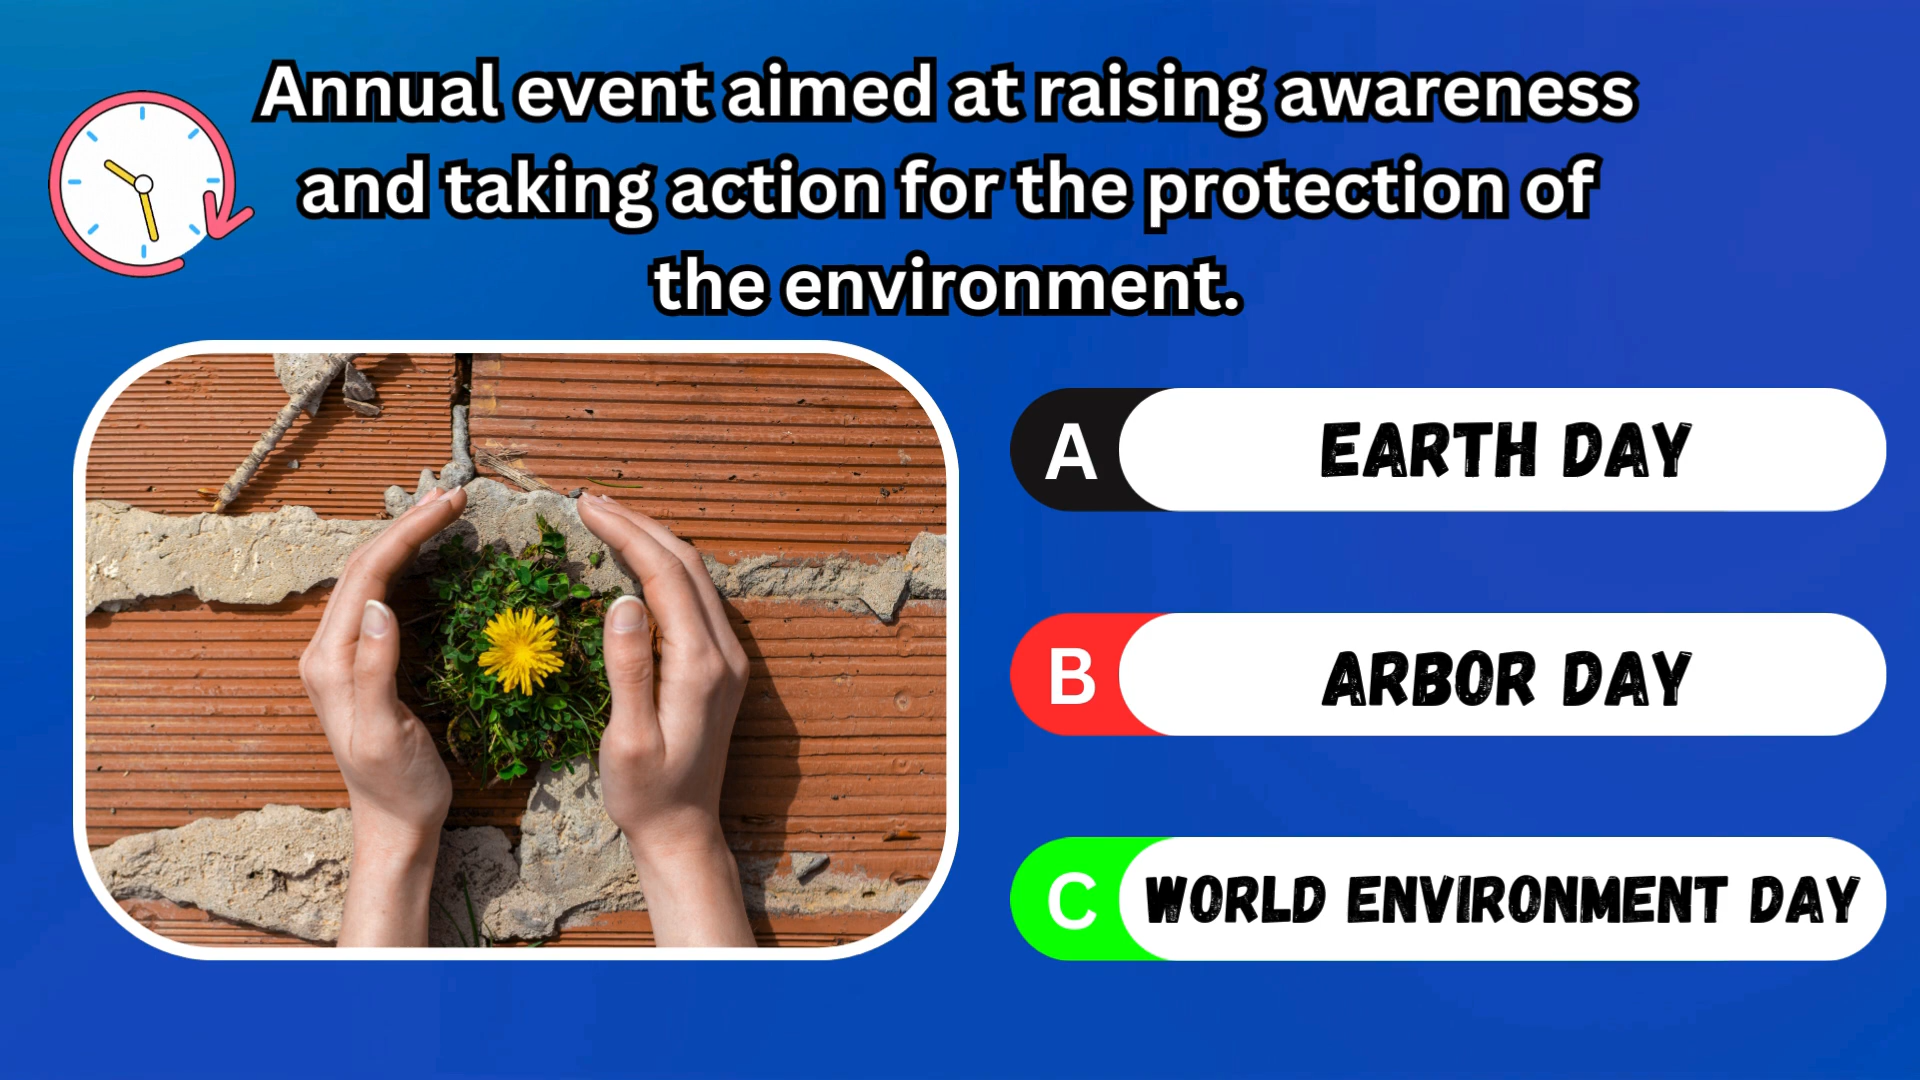 Annual event aimed at raising awareness
and taking action for the protection of
the environment.
A EARTH DAY
B ARBOR DAY
C WORLD ENVIRONMENT DAY